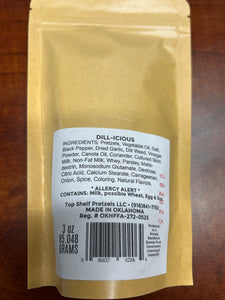 DILL-ICIOUS
INGREDIENTS: Pretzels, Vegetable Oil, Salt,
Black Pepper, Dried Garlic, Dill Weed, Vinegar
Powder, Canola Oil, Coriander, Cultured Skim
Milk, Non-Fat Milk, Whey, Parsley, Malto-
dextrin, Monosodium Glutamate, Dextrose,
Citric Acid, Calcium Stearate, Carrageenan,
Onion, Spice, Coloring, Natural Flavors.
* ALLERGY ALERT *
CONTAINS: Milk, possible Wheat, Egg &
Top Shelf Pretzels LLC • (918)841-
MADE IN OKLAHOMA
Reg. # OKHFFA-272-0523
3 OZ
85.048
GRAMS